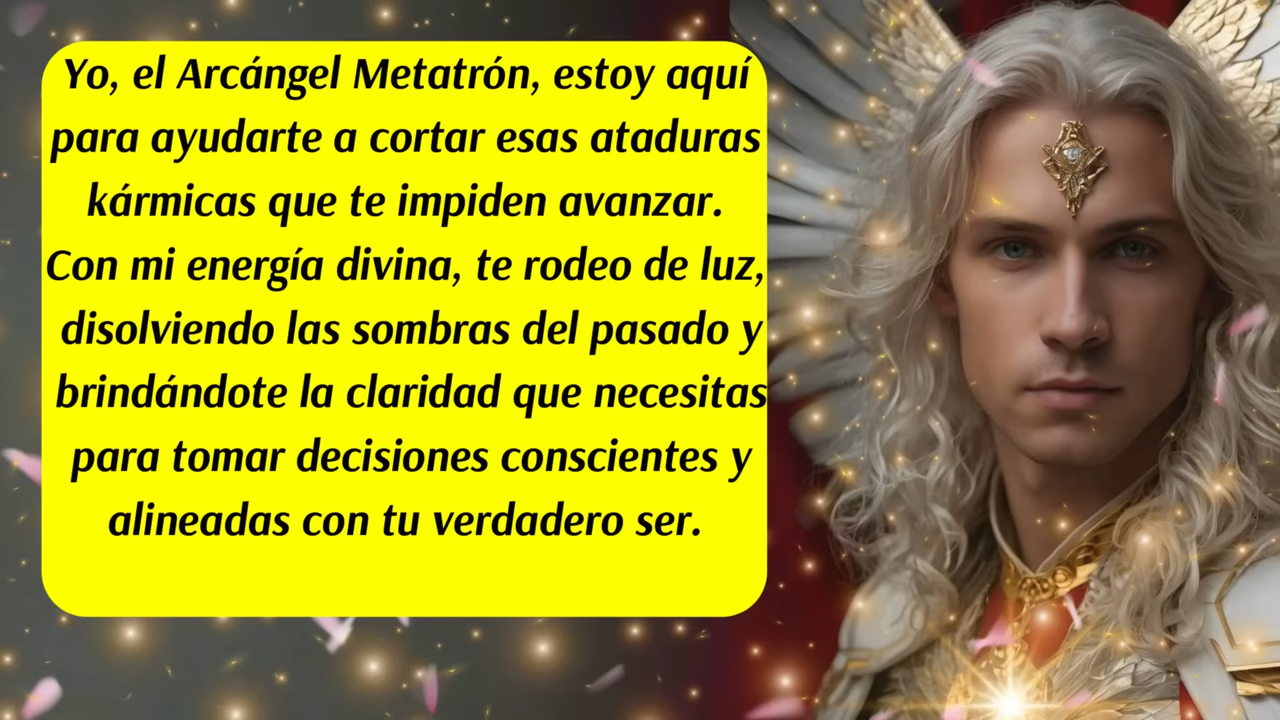 Yo, el Arcángel Metatrón, estoy aquí
para ayudarte a cortar esas ataduras
kármicas que te impiden avanzar.
Con mi energía divina, te rodeo de luz,
disolviendo las sombras del pasado y
brindándote la claridad que necesitas
para tomar decisiones conscientes y
alineadas con tu verdadero ser.